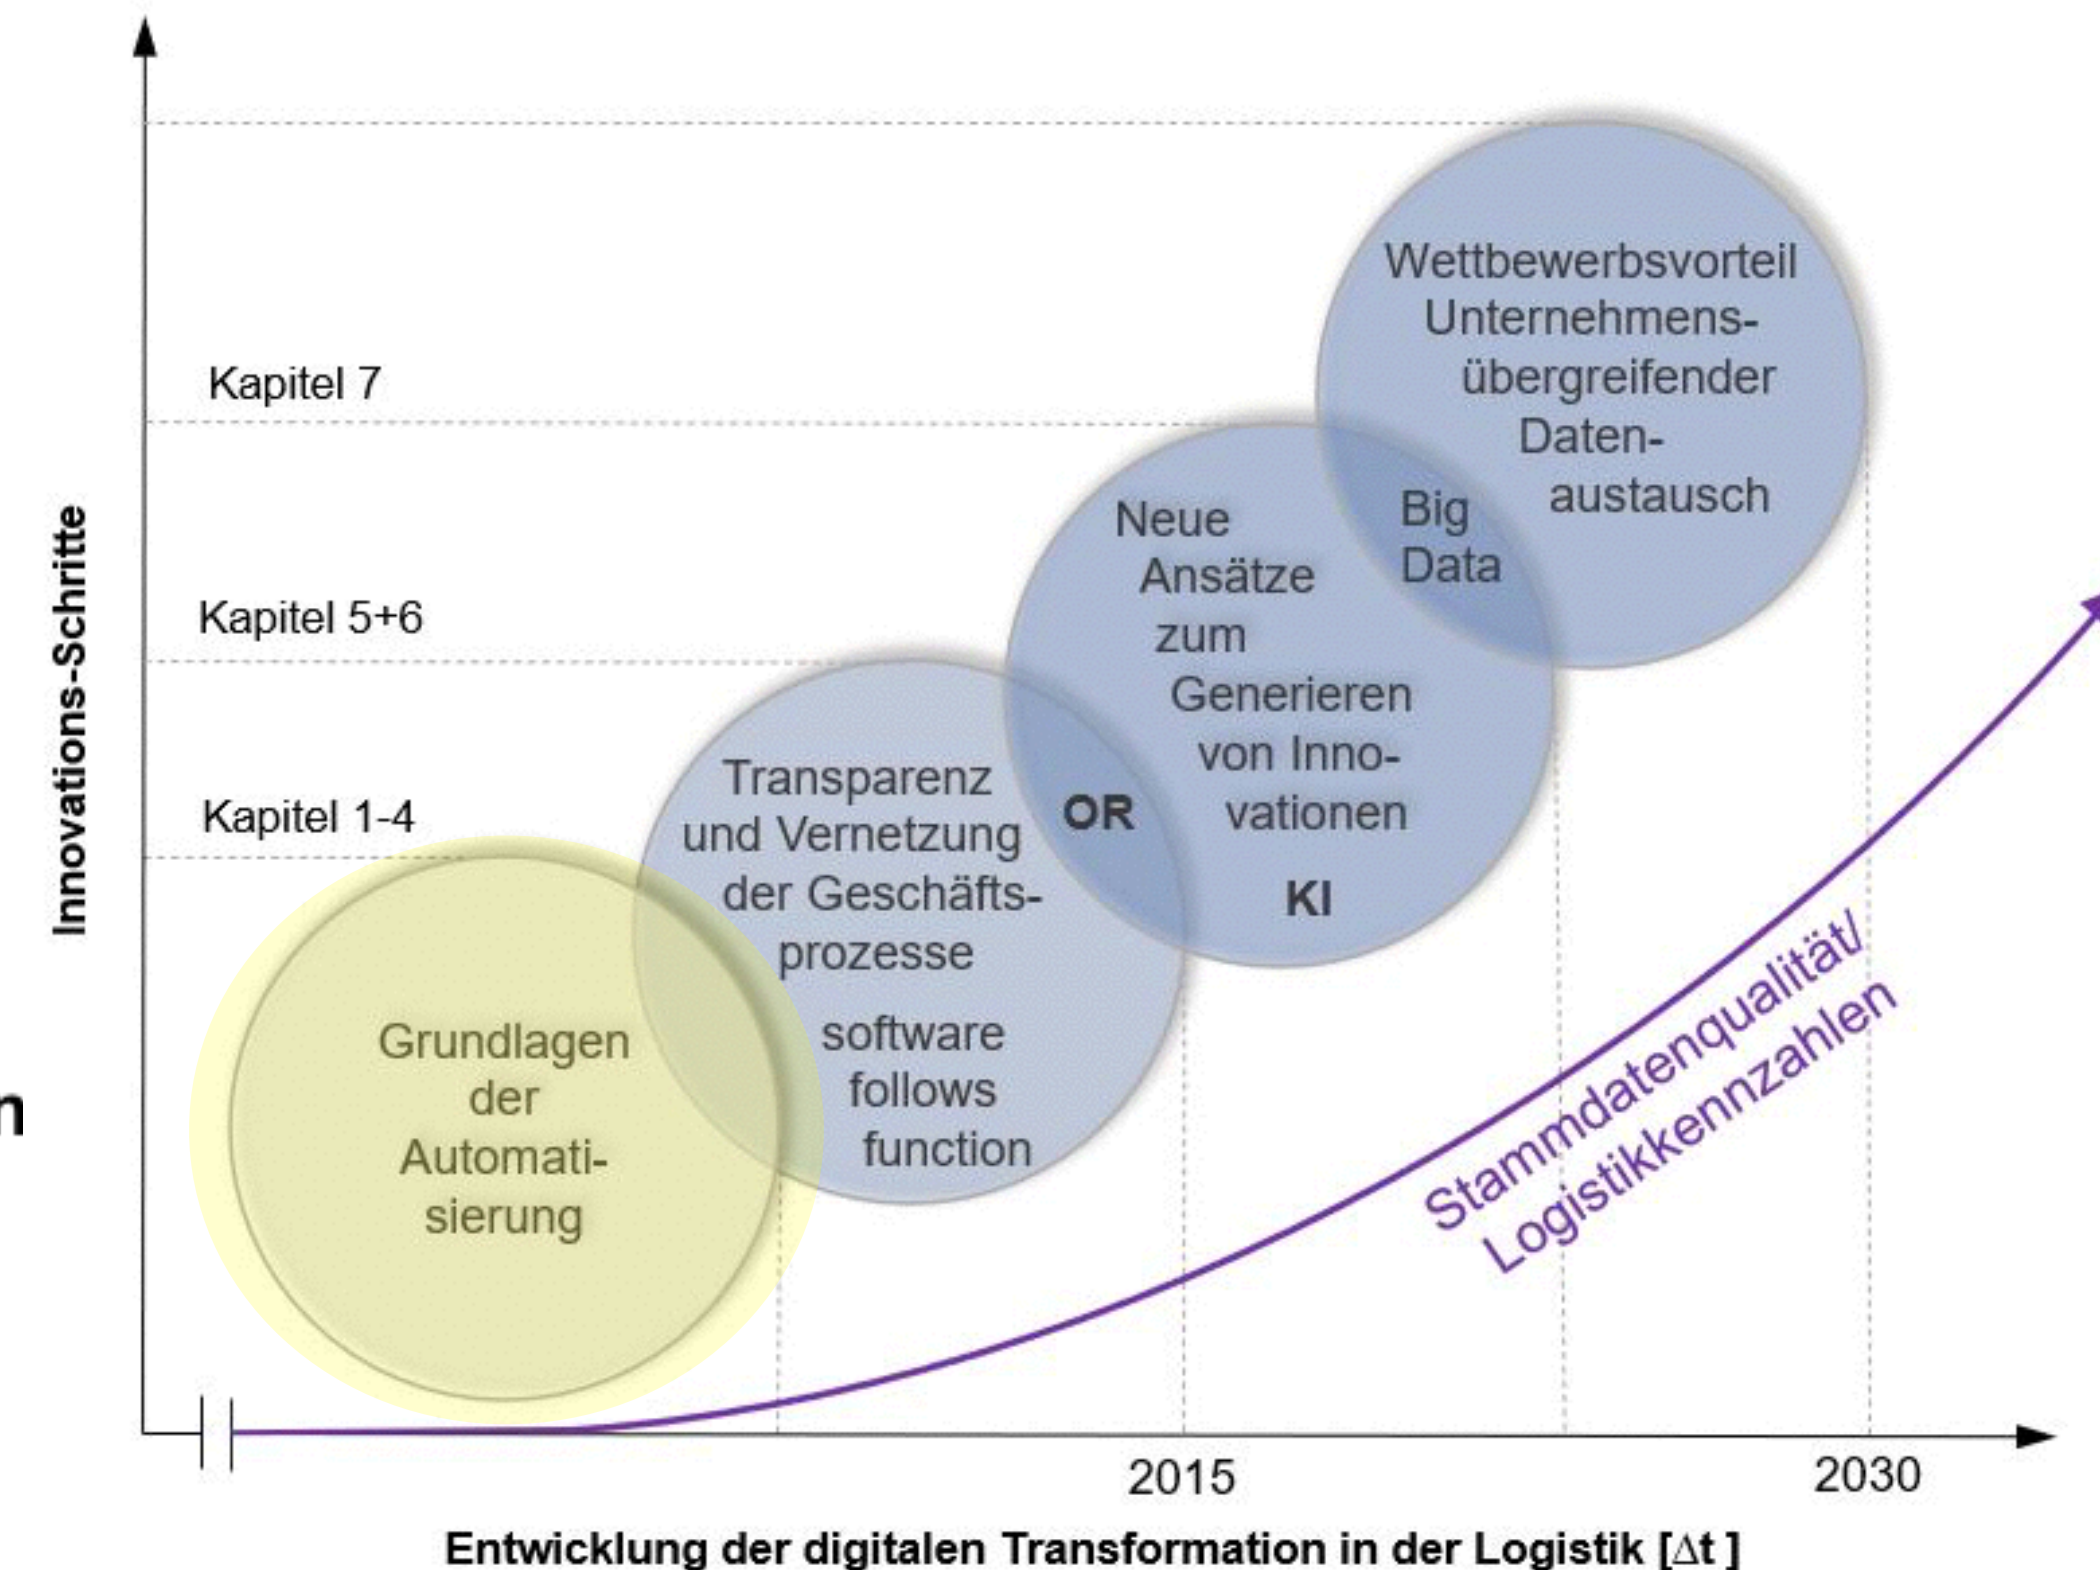 Innovations-Schritte
Kapitel 7
Kapitel 5+6
Kapitel 1-4
Wettbewerbsvorteil
Unternehmens-
übergreifender
Daten-
austausch
Big
Data
Neue
Ansätze
zum
Generieren
von Inno-
vationen
KI
OR
Transparenz
und Vernetzung
der Geschäfts-
prozesse
software
follows
function
Grundlagen
der
Automati-
sierung
Stammdatenqualität/
Logistikkennzahlen
2015
2030
Entwicklung der digitalen Transformation in der Logistik [Δt ]